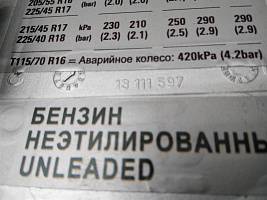 205/55 R16 (bar) (2.0) (2.0) (2.
225/45 R17
215/45 R17 kPa 230 210 250 290 290
225/40 R18 (bar) (2.3) (2.1) (2.5) (2.9) (2.9)
T115/70 R16 = Аварийное колесо: 420kPa (4.2bar)
13 111 597
БЕНЗИН
НЕЭТИЛИРОВАННЫ
UNLEADED